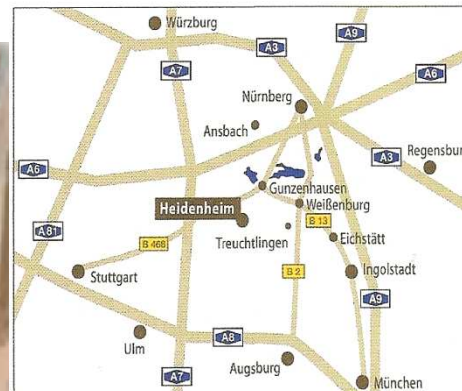 Würzburg
A9
A3
A7
A6
Nürnberg
Ansbach
A3
Regensbur
A6
Gunzenhausen
Heidenheim
Weißenburg
A81
B 13
B 466
Treuchtlingen
Eichstätt
Stuttgart
B 2
Ingolstadt
A9
A8
Ulm
Augsburg
A7
München